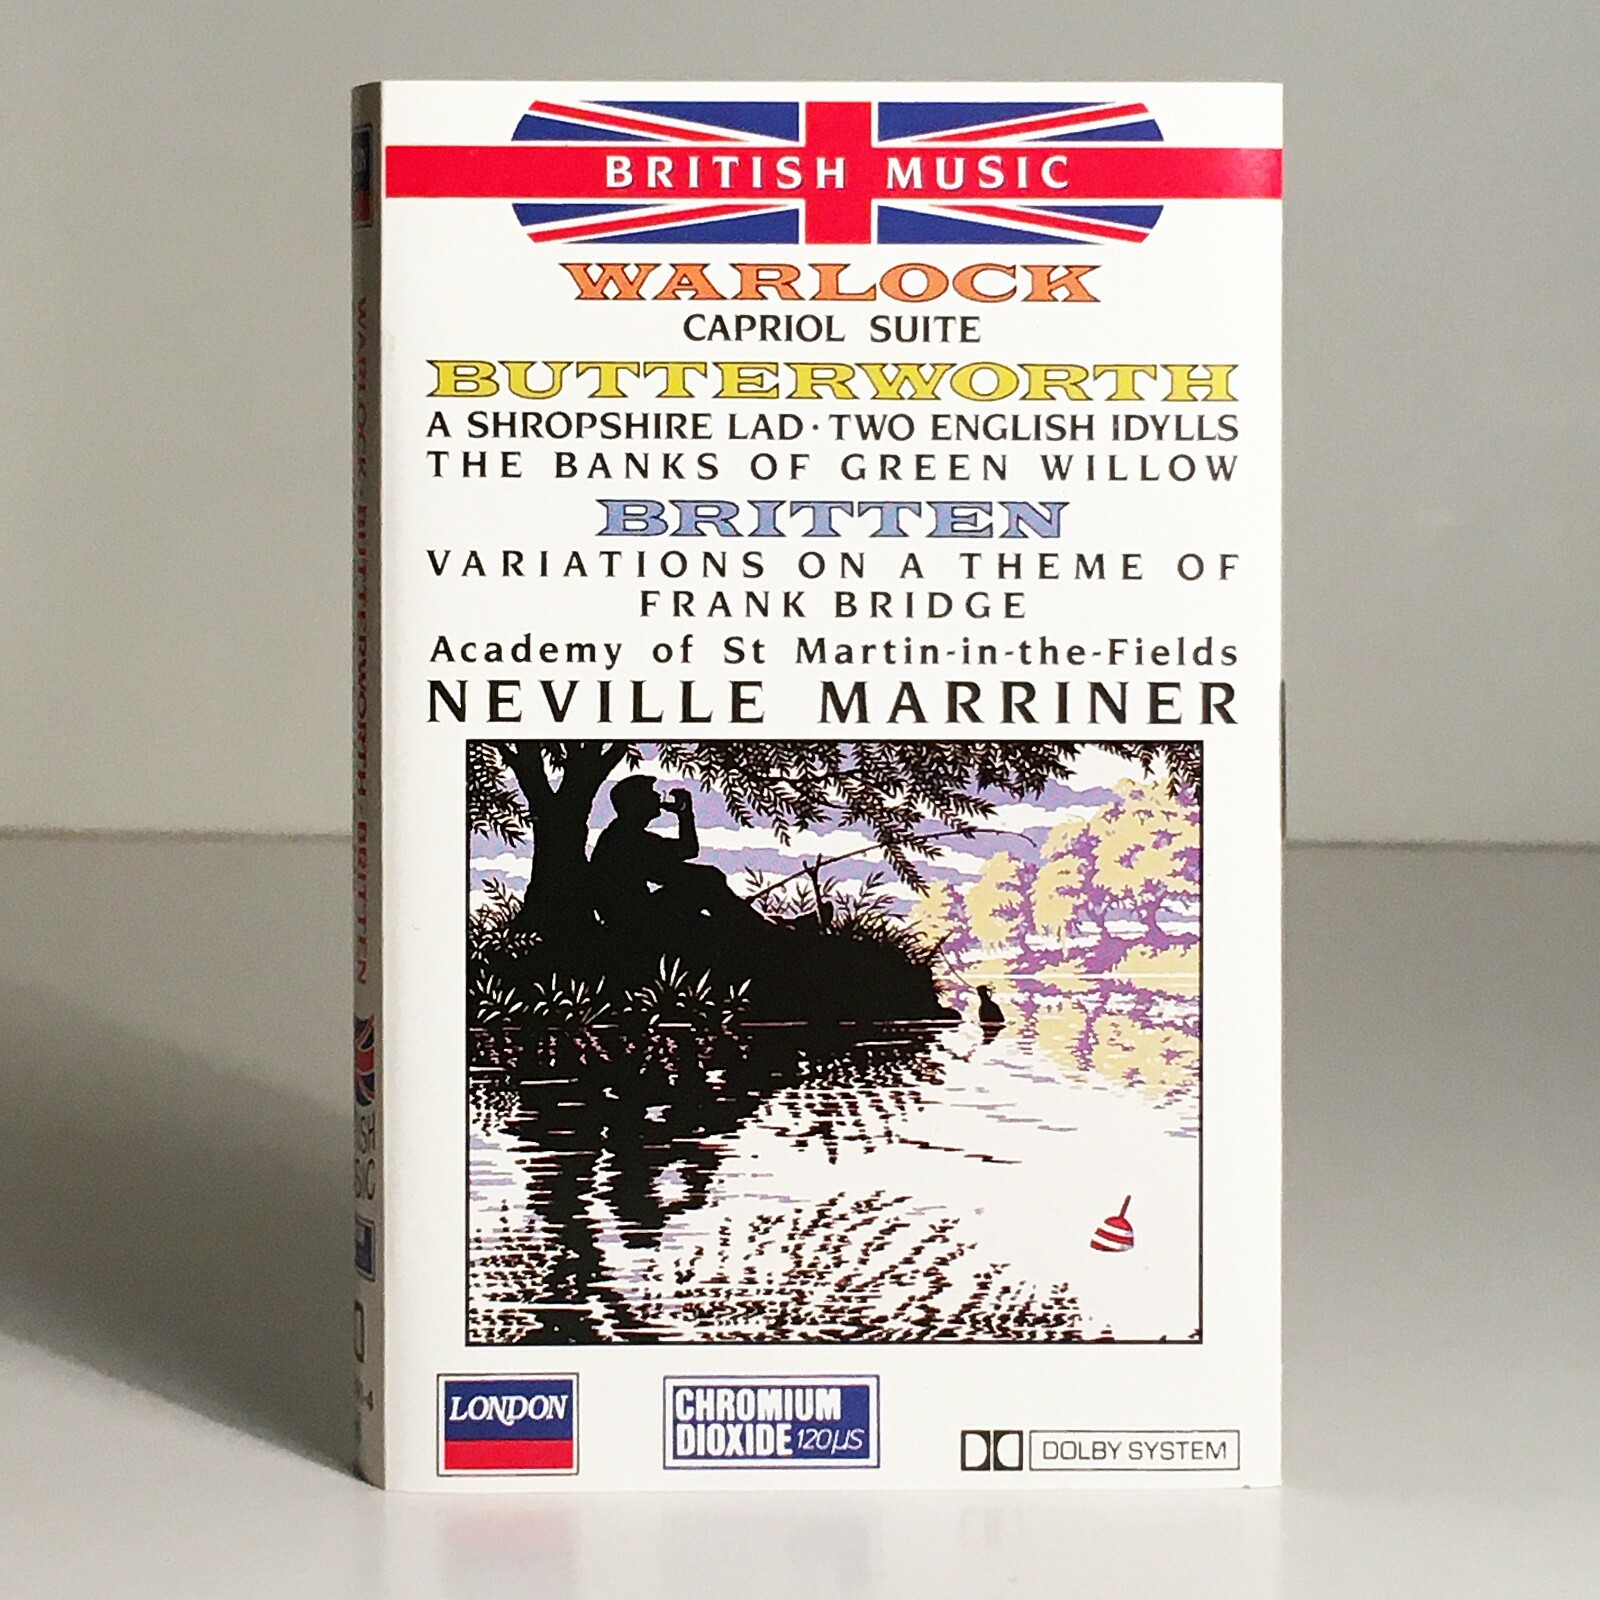 BRITISH MUSIC
WARLOCK
CAPRIOL SUITE
BUTTERWORTH
A SHROPSHIRE LAD · TWO ENGLISH IDYLLS
THE BANKS OF GREEN WILLOW
BRITTEN
VARIATIONS ON A THEME OF
FRANK BRIDGE
Academy of St Martin-in-the-Fields
NEVILLE MARRINER
LONDON
CHROMIUM
DIOXIDE 120µS
DOLBY SYSTEM
WARLOCK · BUTTERWORTH · BRITTEN